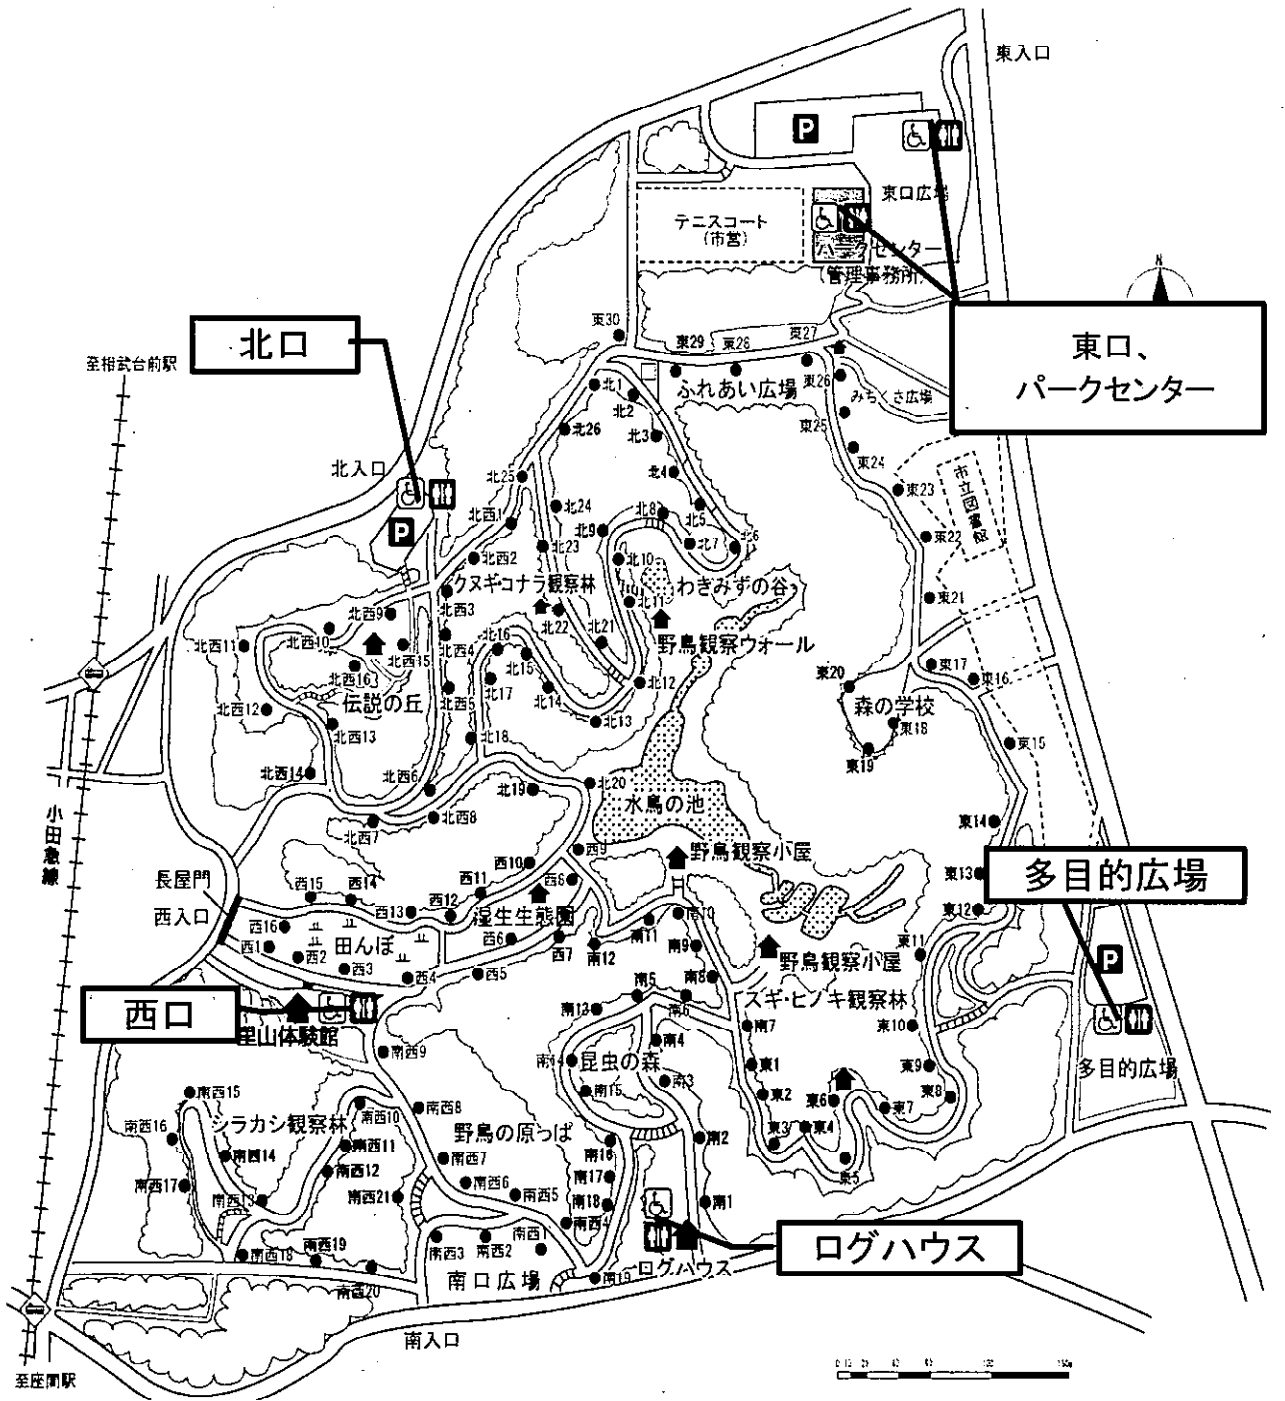 東入口
P
東口広場
テニスコート
(市営)
パークセンター
(管理事務所)
N
東口、
パークセンター
北口
至相武台前駅
東30
東29
東28
東27
東26
ふれあい広場
みちくさ広場
東25
東24
東23
市立図書館
東22
東21
北1
北2
北26
北3
北4
北25
北24
北5
北6
北7
北8
北9
北10
北11
北23
北入口
P
北西1
北西2
クヌギ・コナラ観察林
北西3
わきみずの谷
北22
北21
野鳥観察ウォール
北西9
北西10
北西11
北西15
北西16
北西4
北西5
北16
北15
北17
北14
北12
北13
伝説の丘
北西12
北西13
北18
東20
東17
東16
森の学校
東18
東19
東15
北西14
北西6
北19
北20
水鳥の池
北西7
北西8
東14
小田急線
長屋門
西入口
西15
西14
西13
西12
西11
西10
西9
西8
野鳥観察小屋
湿生生態園
東13
多目的広場
東12
西16
西1
西2
田んぼ
西3
西4
西5
西6
西7
南12
南11
南10
南9
南8
野鳥観察小屋
東11
P
スギ・ヒノキ観察林
西口
里山体験館
南13
南5
南6
南7
東10
多目的広場
南西9
南14
昆虫の森
南4
南3
南15
東1
東2
東6
東9
東8
東7
南西15
南西16
シラカシ観察林
南西10
南西8
南西11
南西14
南西12
野鳥の原っぱ
南西7
南16
南2
東3
東4
東5
南西17
南西13
南西21
南西6
南西5
南17
南18
南1
南西4
南西18
南西19
南西20
南西3
南西2
南西1
南口広場
南19
ログハウス
ログハウス
南入口
至座間駅